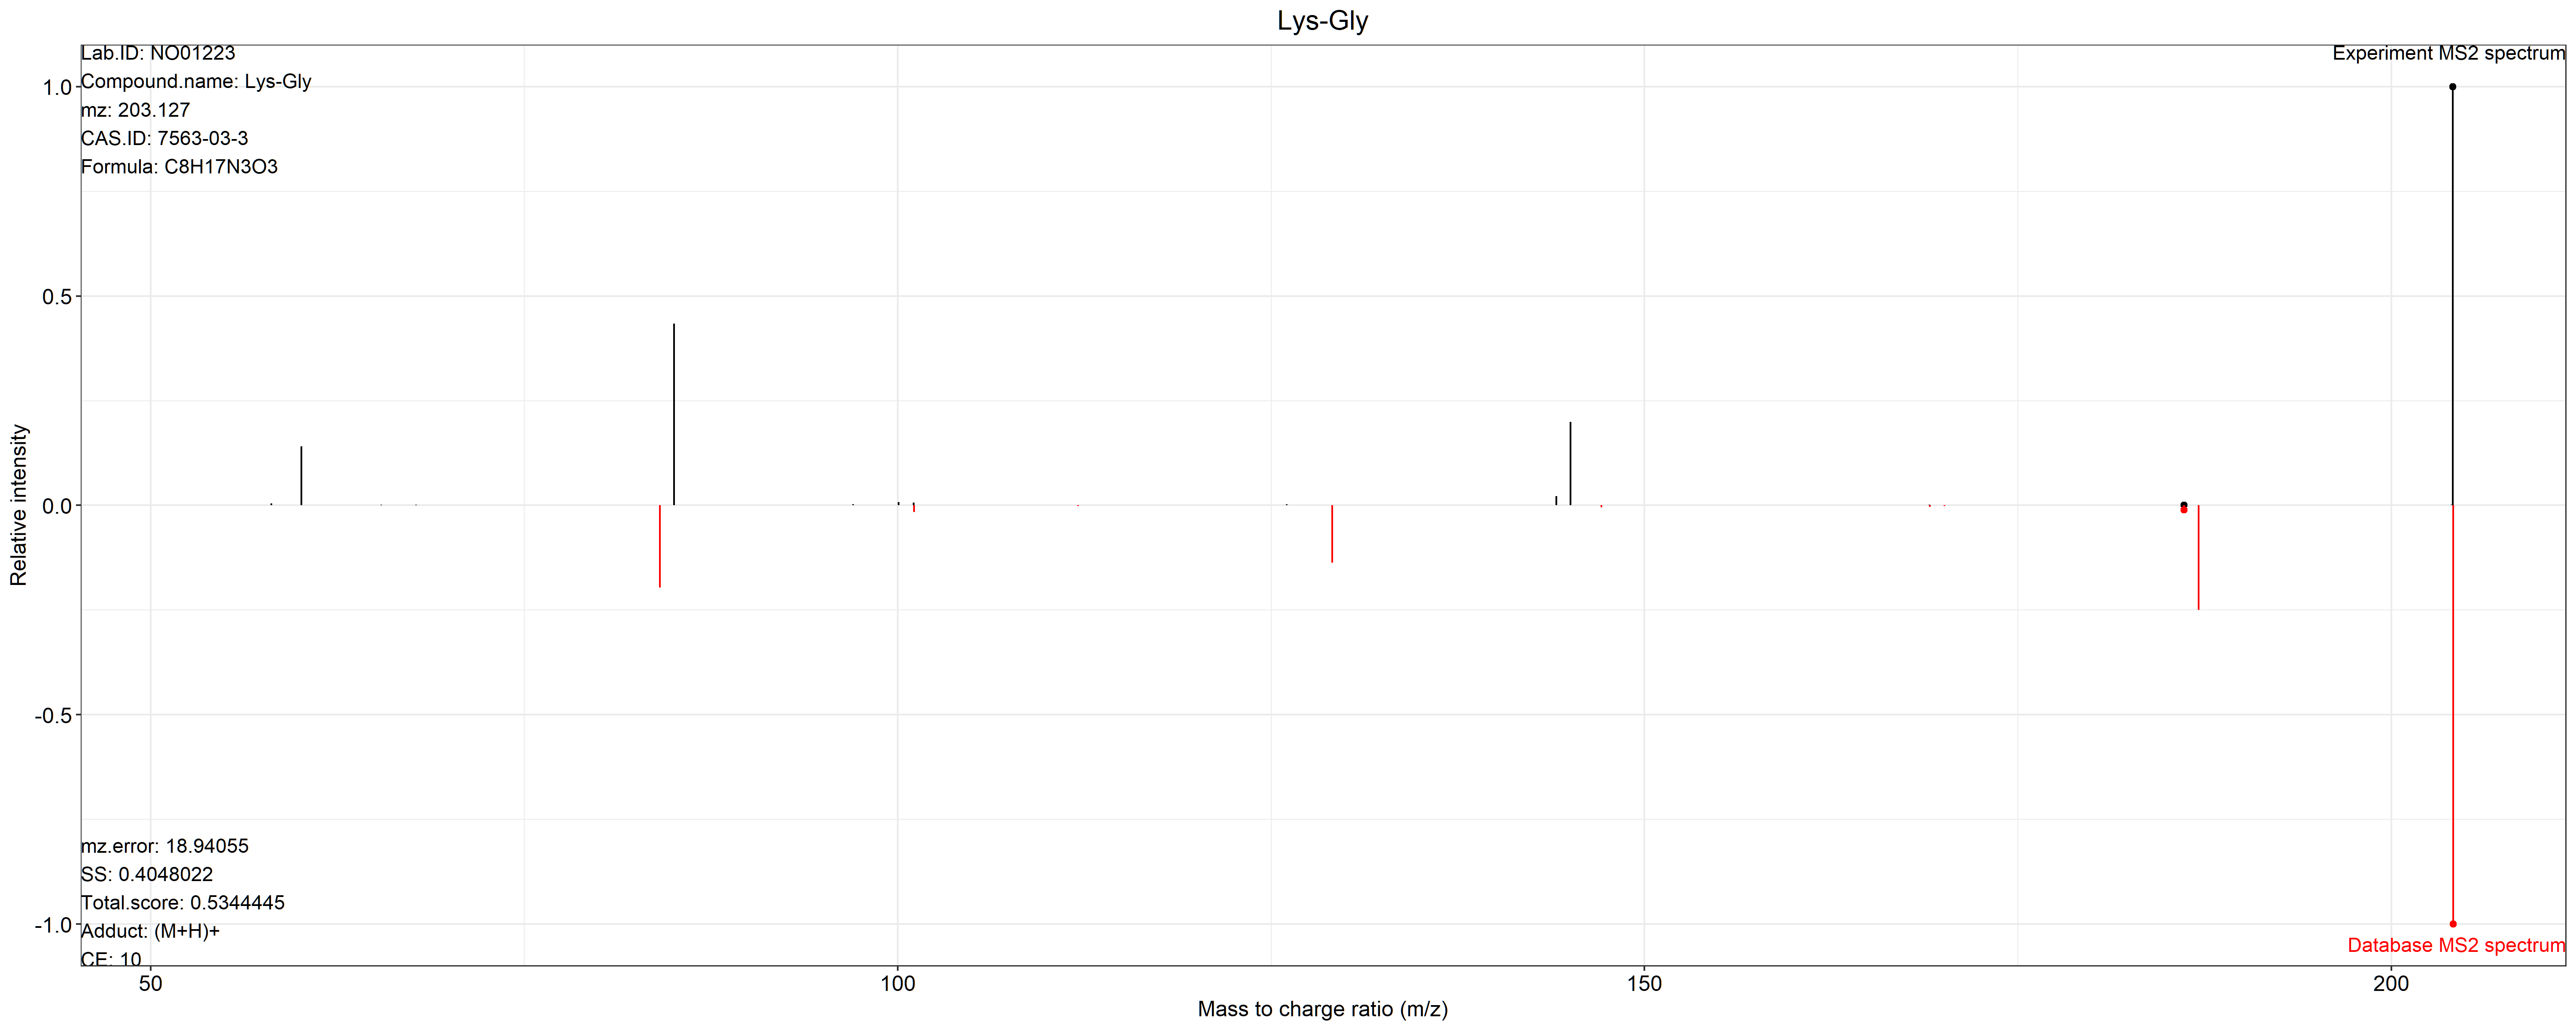 Lys-Gly
Lab.ID: NO01223
Experiment MS2 spectrum
Compound.name: Lys-Gly
mz: 203.127
CAS.ID: 7563-03-3
Formula: C8H17N3O3
1.0
0.5
0.0
-0.5
-1.0
Relative intensity
mz.error: 18.94055
SS: 0.4048022
Total.score: 0.5344445
Adduct: (M+H)+
CE: 10
Database MS2 spectrum
50
100
150
200
Mass to charge ratio (m/z)